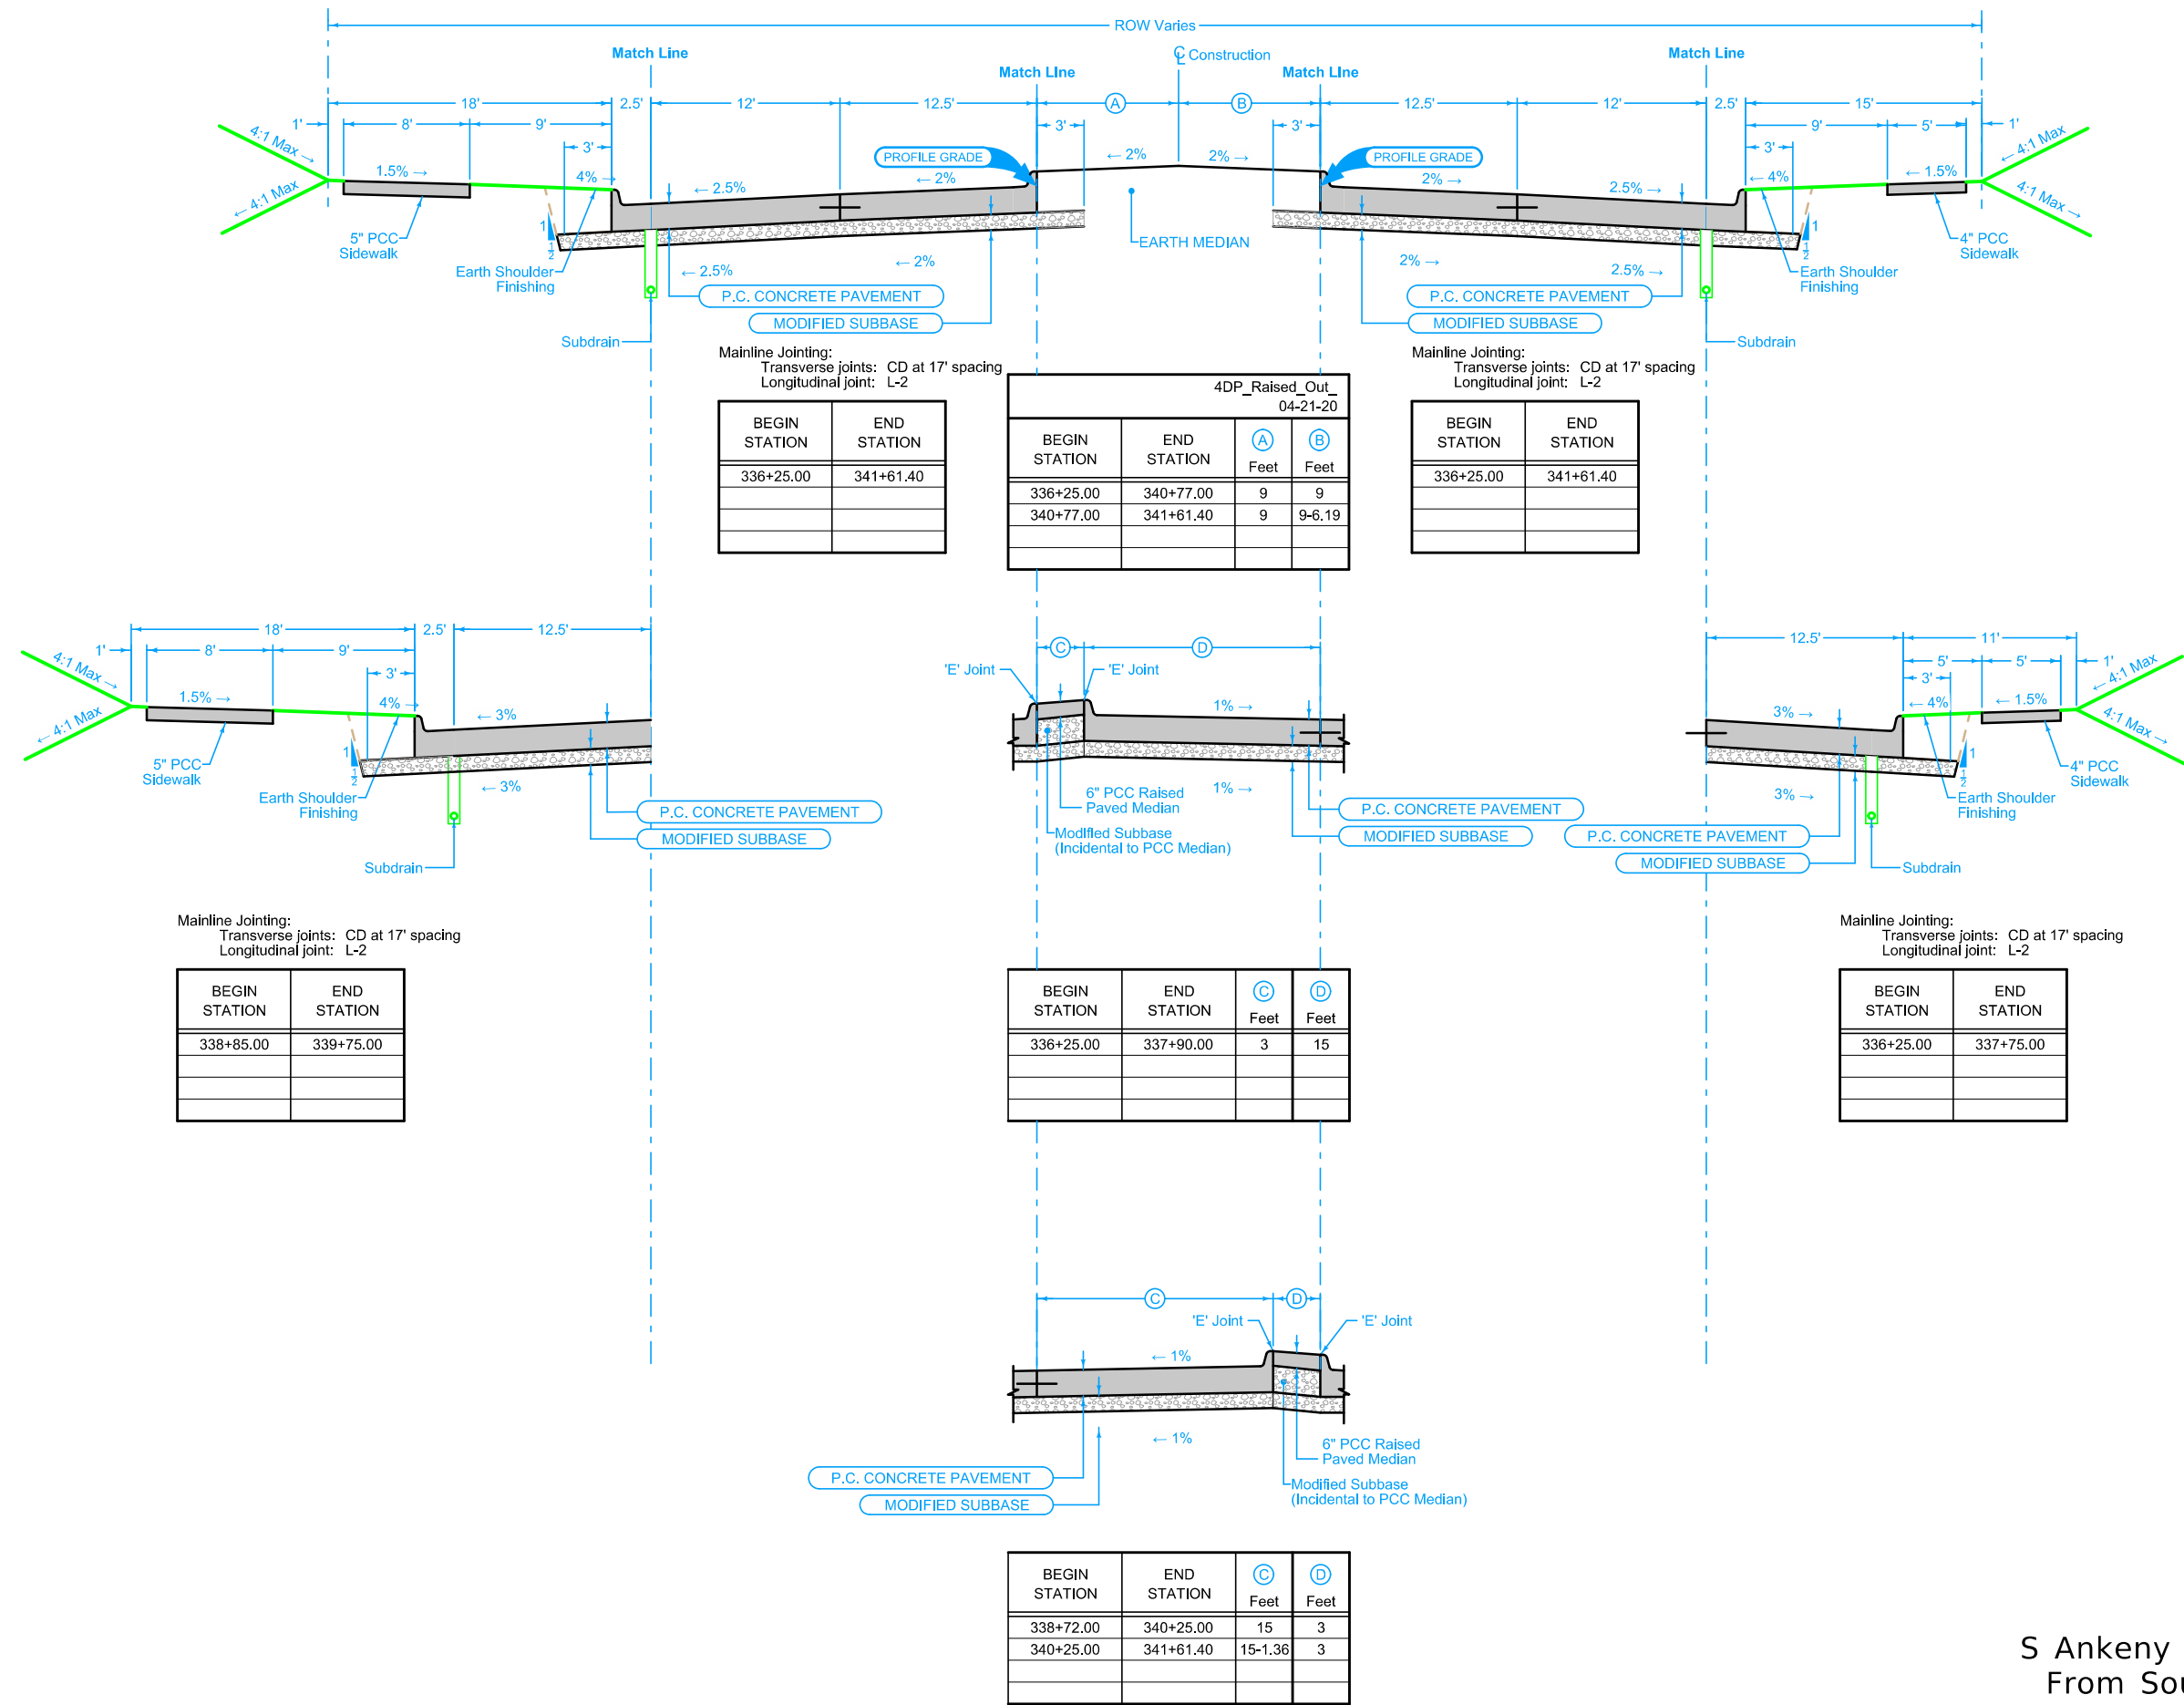 ROW Varies
Match Line
Match Line
℄ Construction
Match Line
Match Line
18' 2.5' 12' 12.5' A B 12.5' 12' 2.5' 15'
1' 8' 9' 3' 3' 9' 5' 1'
3' 3'
4:1 Max →
← 4:1 Max
1.5% →
4% →
← 2.5%
← 2%
PROFILE GRADE
← 2%
2% →
PROFILE GRADE
2% →
2.5% →
← 4%
← 1.5%
← 4:1 Max
4:1 Max →
5" PCC
Sidewalk
1
1/2
Earth Shoulder
Finishing
← 2.5%
← 2%
EARTH MEDIAN
2% →
2.5% →
1
1/2
Earth Shoulder
Finishing
4" PCC
Sidewalk
P.C. CONCRETE PAVEMENT
MODIFIED SUBBASE
Subdrain
P.C. CONCRETE PAVEMENT
MODIFIED SUBBASE
Subdrain
Mainline Jointing:
Transverse joints: CD at 17' spacing
Longitudinal joint: L-2
BEGIN STATION END STATION
336+25.00 341+61.40
4DP_Raised_Out_
04-21-20
BEGIN STATION END STATION A Feet B Feet
336+25.00 340+77.00 9 9
340+77.00 341+61.40 9 9-6.19
Mainline Jointing:
Transverse joints: CD at 17' spacing
Longitudinal joint: L-2
BEGIN STATION END STATION
336+25.00 341+61.40
18' 2.5' 12.5'
1' 8' 9'
3'
4:1 Max →
← 4:1 Max
1.5% →
4% →
← 3%
5" PCC
Sidewalk
1
1/2
Earth Shoulder
Finishing
← 3%
P.C. CONCRETE PAVEMENT
MODIFIED SUBBASE
Subdrain
Mainline Jointing:
Transverse joints: CD at 17' spacing
Longitudinal joint: L-2
BEGIN STATION END STATION
338+85.00 339+75.00
C D
'E' Joint
'E' Joint
1% →
1% →
6" PCC Raised
Paved Median
Modified Subbase
(Incidental to PCC Median)
P.C. CONCRETE PAVEMENT
MODIFIED SUBBASE
BEGIN STATION END STATION C Feet D Feet
336+25.00 337+90.00 3 15
12.5' 11'
5' 5' 1'
3'
3% →
← 4%
← 1.5%
← 4:1 Max
4:1 Max →
1
1/2
3% →
4" PCC
Sidewalk
Earth Shoulder
Finishing
P.C. CONCRETE PAVEMENT
MODIFIED SUBBASE
Subdrain
Mainline Jointing:
Transverse joints: CD at 17' spacing
Longitudinal joint: L-2
BEGIN STATION END STATION
336+25.00 337+75.00
C D
'E' Joint
'E' Joint
← 1%
← 1%
6" PCC Raised
Paved Median
Modified Subbase
(Incidental to PCC Median)
P.C. CONCRETE PAVEMENT
MODIFIED SUBBASE
BEGIN STATION END STATION C Feet D Feet
338+72.00 340+25.00 15 3
340+25.00 341+61.40 15-1.36 3
S Ankeny
From Sou